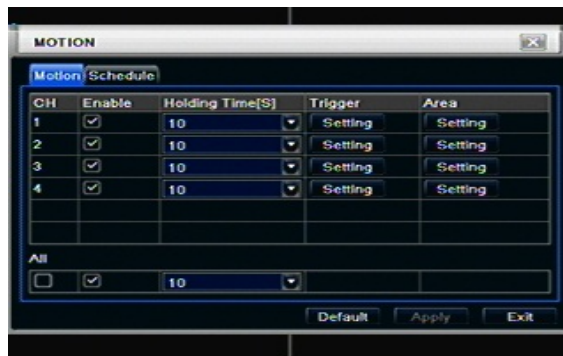 MOTION
Motion Schedule
CH Enable Holding Time[S] Trigger Area
1 10 Setting Setting
2 10 Setting Setting
3 10 Setting Setting
4 10 Setting Setting
All
10
Default Apply Exit